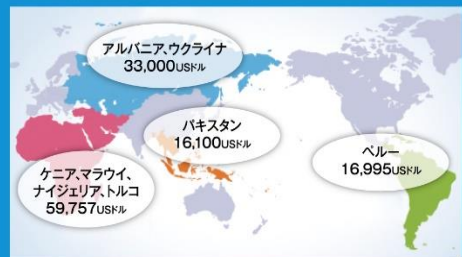 アルバニア、ウクライナ
33,000USドル
パキスタン
16,100USドル
ペルー
16,995USドル
ケニア、マラウイ、
ナイジェリア、トルコ
59,757USドル